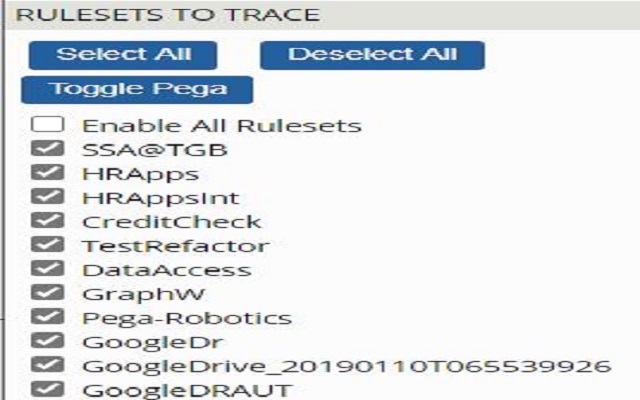 RULESETS TO TRACE
Select All Deselect All
Toggle Pega
Enable All Rulesets
SSA@TGB
HRApps
HRAppsInt
CreditCheck
TestRefactor
DataAccess
GraphW
Pega-Robotics
GoogleDr
GoogleDrive_20190110T065539926
GoogleDRAUT